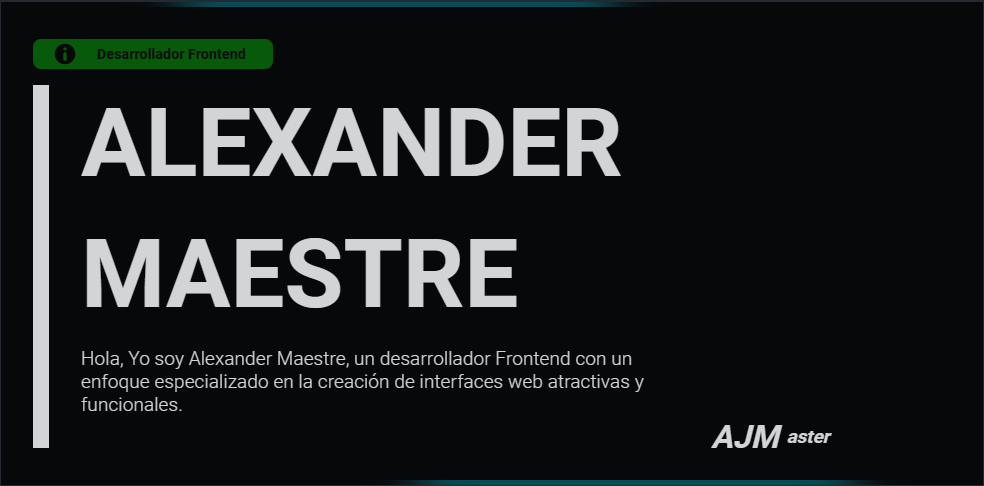 Desarrollador Frontend
ALEXANDER
MAESTRE
Hola, Yo soy Alexander Maestre, un desarrollador Frontend con un
enfoque especializado en la creación de interfaces web atractivas y
funcionales.
AJM aster